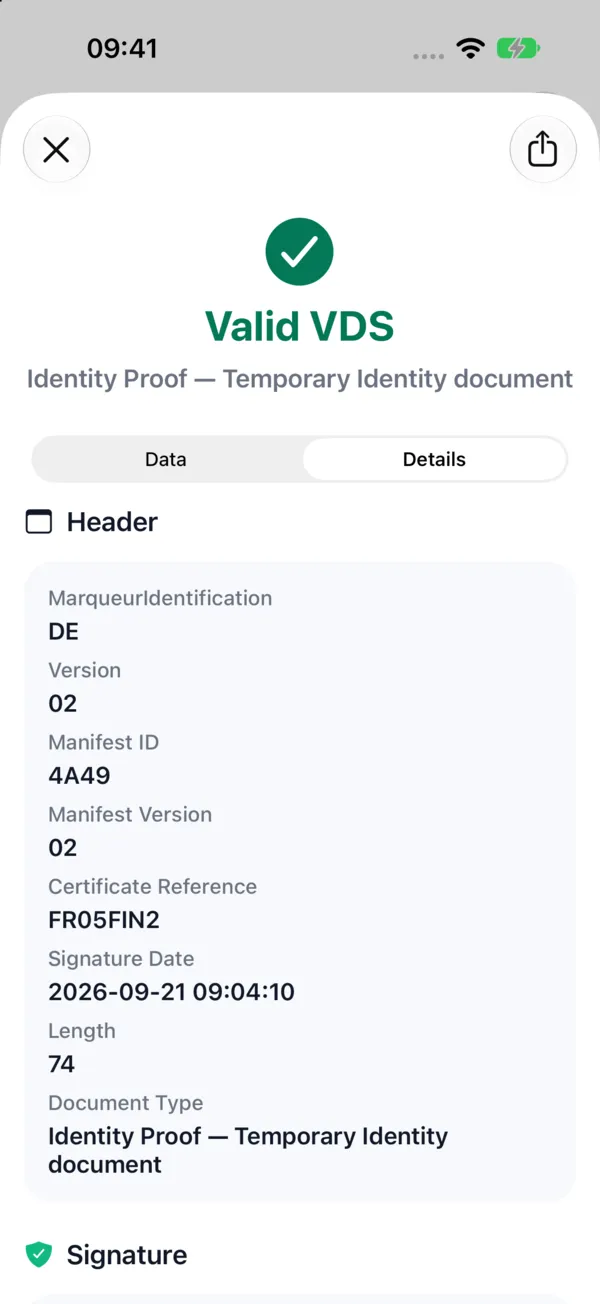 09:41
Valid VDS
Identity Proof — Temporary Identity document
Data
Details
Header
MarqueurIdentification
DE
Version
02
Manifest ID
4A49
Manifest Version
02
Certificate Reference
FR05FIN2
Signature Date
2026-09-21 09:04:10
Length
74
Document Type
Identity Proof — Temporary Identity
document
Signature